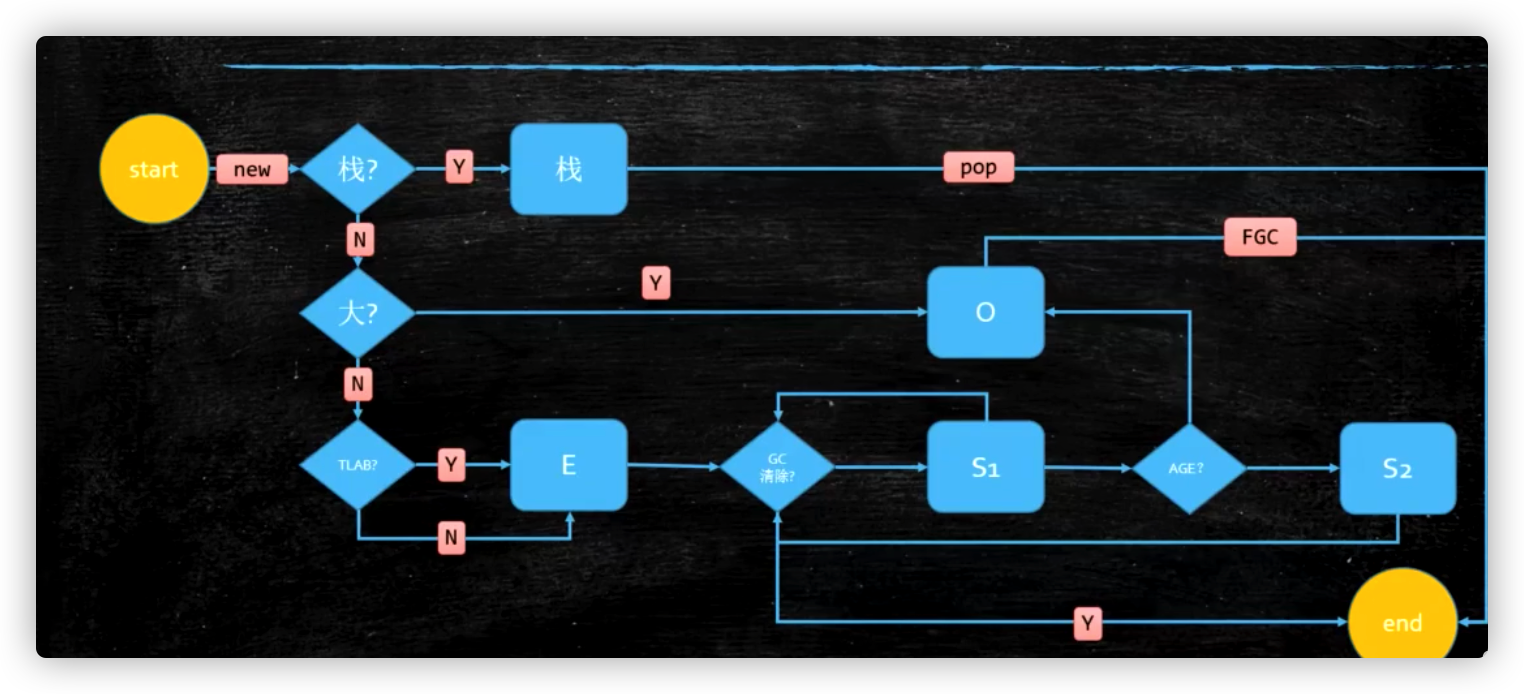 start
new
栈?
Y
栈
pop
N
FGC
大?
Y
O
N
TLAB?
Y
E
GC
清除?
S1
AGE?
S2
N
Y
end